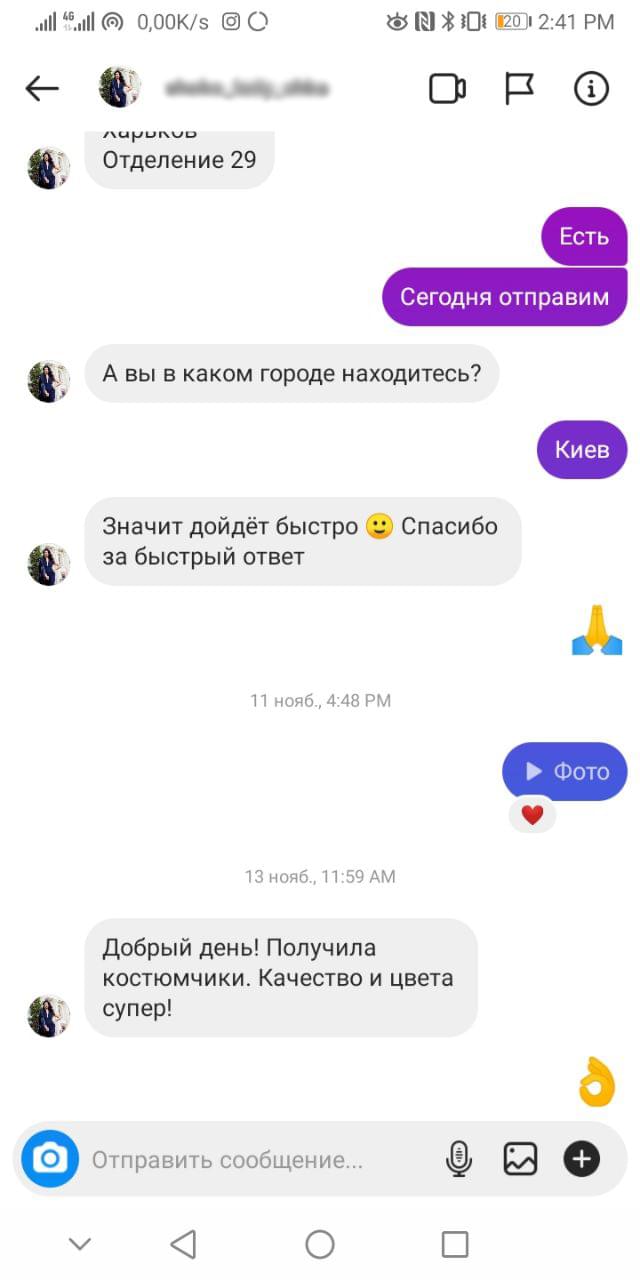 4G 0,00K/s 20 2:41 PM
Харьков
Отделение 29
Есть
Сегодня отправим
А вы в каком городе находитесь?
Киев
Значит дойдёт быстро 🙂 Спасибо
за быстрый ответ
🙏
11 нояб., 4:48 PM
Фото
❤️
13 нояб., 11:59 AM
Добрый день! Получила
костюмчики. Качество и цвета
супер!
👌
Отправить сообщение...